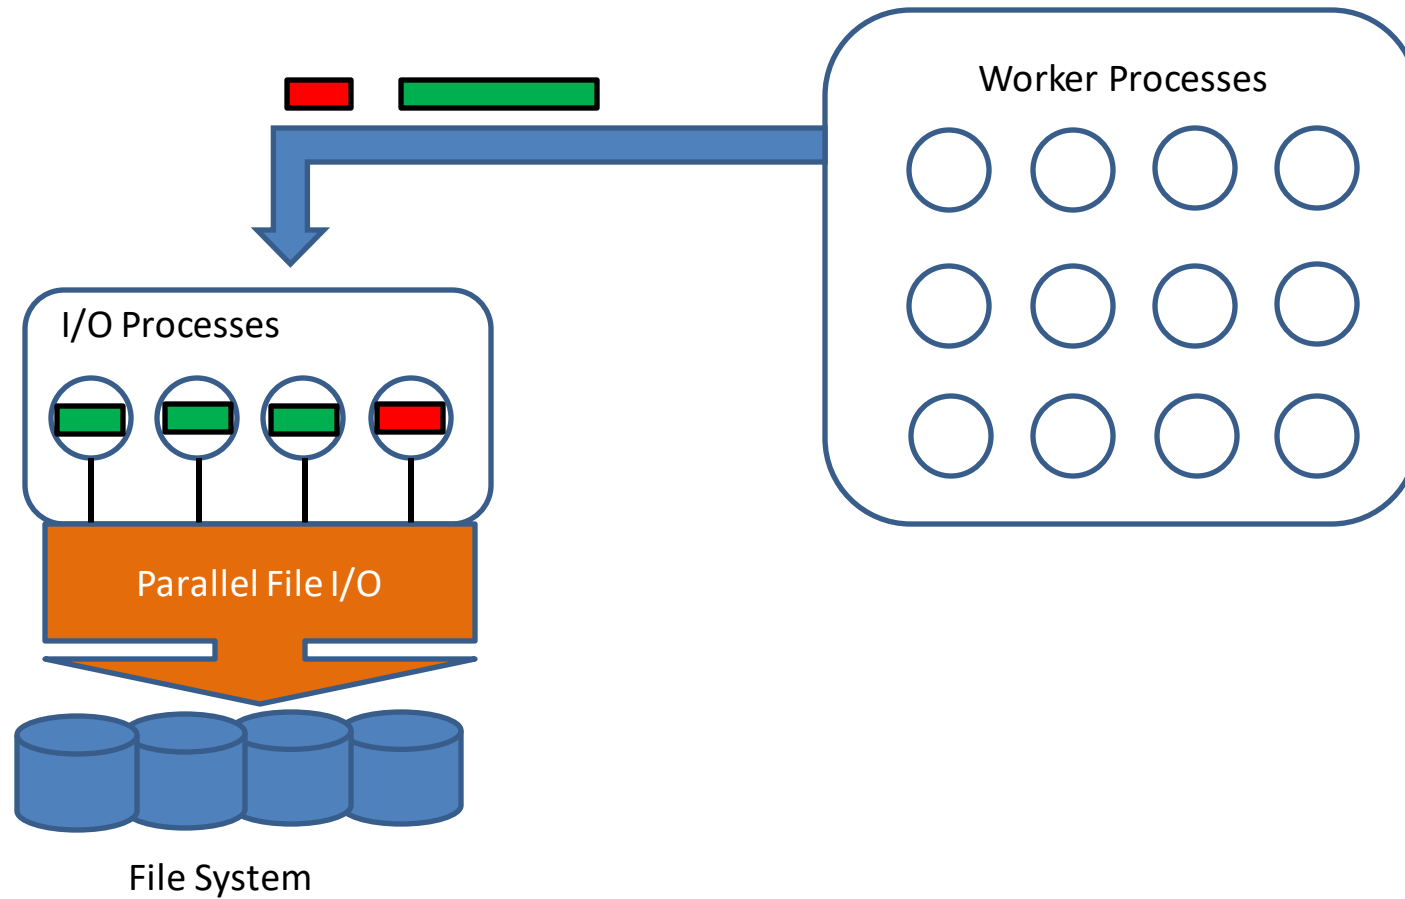 Worker Processes
I/O Processes
Parallel File I/O
File System